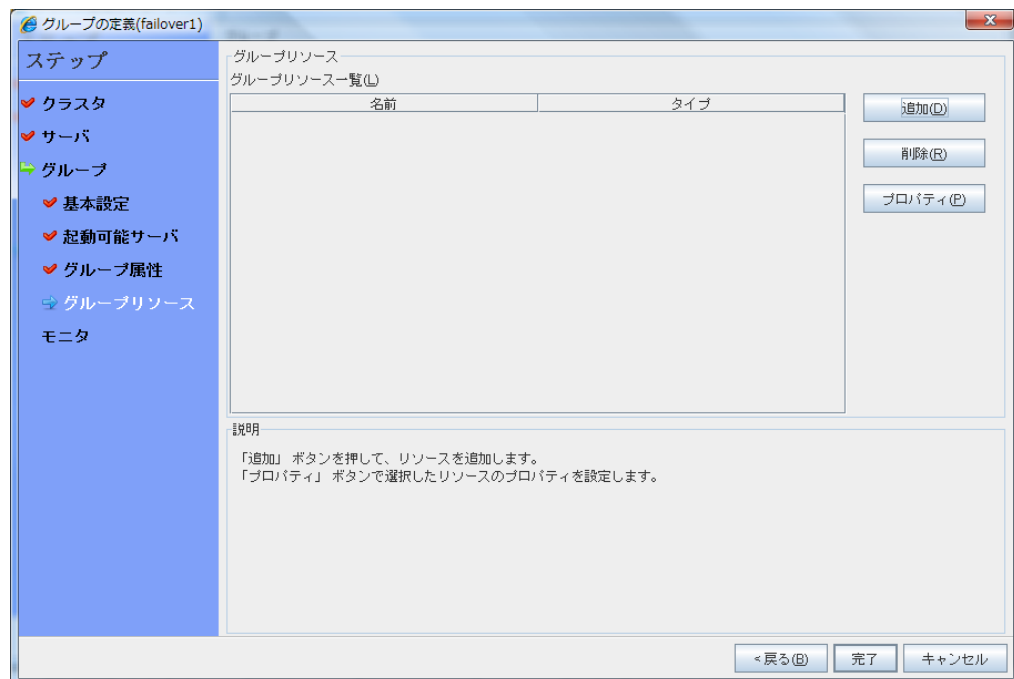 グループの定義(failover1)
ステップ
クラスタ
サーバ
グループ
基本設定
起動可能サーバ
グループ属性
グループリソース
モニタ
グループリソース
グループリソース一覧(L)
名前 タイプ
追加(D)
削除(R)
プロパティ(P)
説明
「追加」 ボタンを押して、リソースを追加します。
「プロパティ」 ボタンで選択したリソースのプロパティを設定します。
<戻る(B) 完了 キャンセル